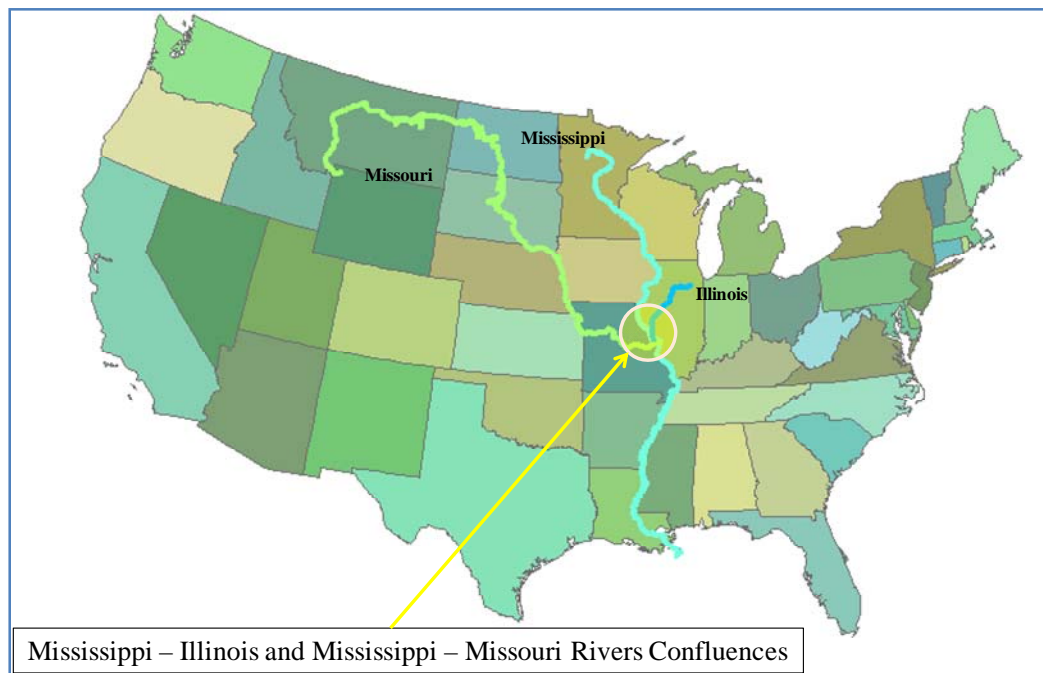 Mississippi
Missouri
Illinois
Mississippi – Illinois and Mississippi – Missouri Rivers Confluences